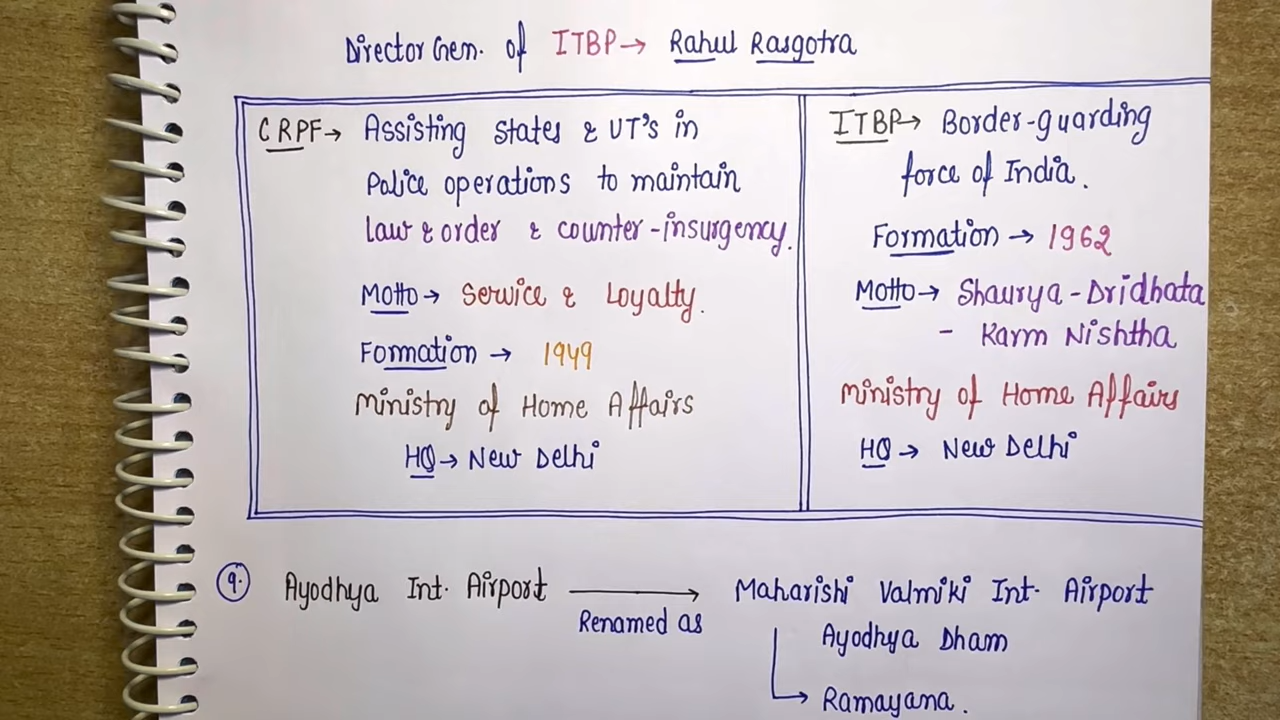 Director Gen. of ITBP→ Rahul Rasgotra
CRPF→ Assisting states & UT's in
Police operations to maintain
Law & order & counter-insurgency.
Motto→ Service & Loyalty.
Formation → 1949
Ministry of Home Affairs
HQ→ New Delhi
ITBP→ Border-guarding
force of India.
Formation → 1962
Motto→ Shaurya-Dridhata
- Karm Nishtha
Ministry of Home Affairs
HQ → New Delhi
9. Ayodhya Int. Airport → Maharishi Valmiki Int. Airport
Renamed as
Ayodhya Dham
→ Ramayana.